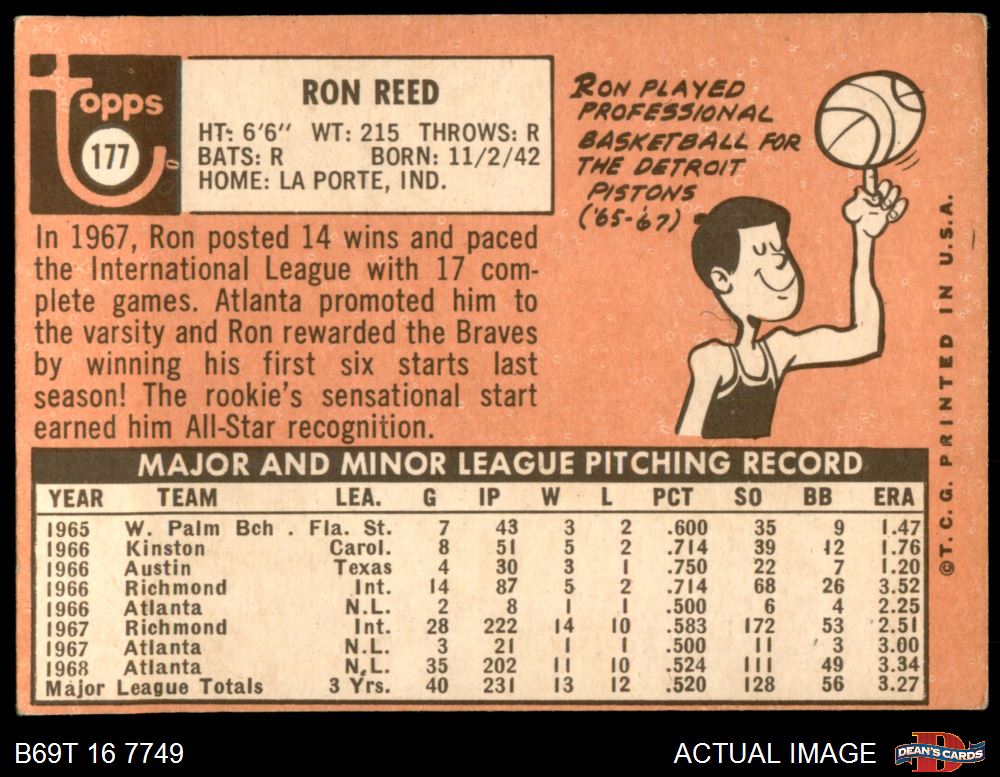 Topps
177
RON REED
HT: 6'6" WT: 215 THROWS: R
BATS: R BORN: 11/2/42
HOME: LA PORTE, IND.
RON PLAYED
PROFESSIONAL
BASKETBALL FOR
THE DETROIT
PISTONS
('65-'67)
In 1967, Ron posted 14 wins and paced
the International League with 17 com-
plete games. Atlanta promoted him to
the varsity and Ron rewarded the Braves
by winning his first six starts last
season! The rookie's sensational start
earned him All-Star recognition.
MAJOR AND MINOR LEAGUE PITCHING RECORD
YEAR TEAM LEA. G IP W L PCT SO BB ERA
1965 W. Palm Bch . Fla. St. 7 43 3 2 .600 35 9 1.47
1966 Kinston Carol. 8 51 5 2 .714 39 12 1.76
1966 Austin Texas 4 30 3 1 .750 22 7 1.20
1966 Richmond Int. 14 87 5 2 .714 68 26 3.52
1966 Atlanta N.L. 2 8 1 1 .500 6 4 2.25
1967 Richmond Int. 28 222 14 10 .583 172 53 2.51
1967 Atlanta N.L. 3 21 1 1 .500 11 3 3.00
1968 Atlanta N.L. 35 202 11 10 .524 111 49 3.34
Major League Totals 3 Yrs. 40 231 13 12 .520 128 56 3.27
©T.C.G. PRINTED IN U.S.A.
B69T 16 7749
ACTUAL IMAGE
DEAN'S CARDS